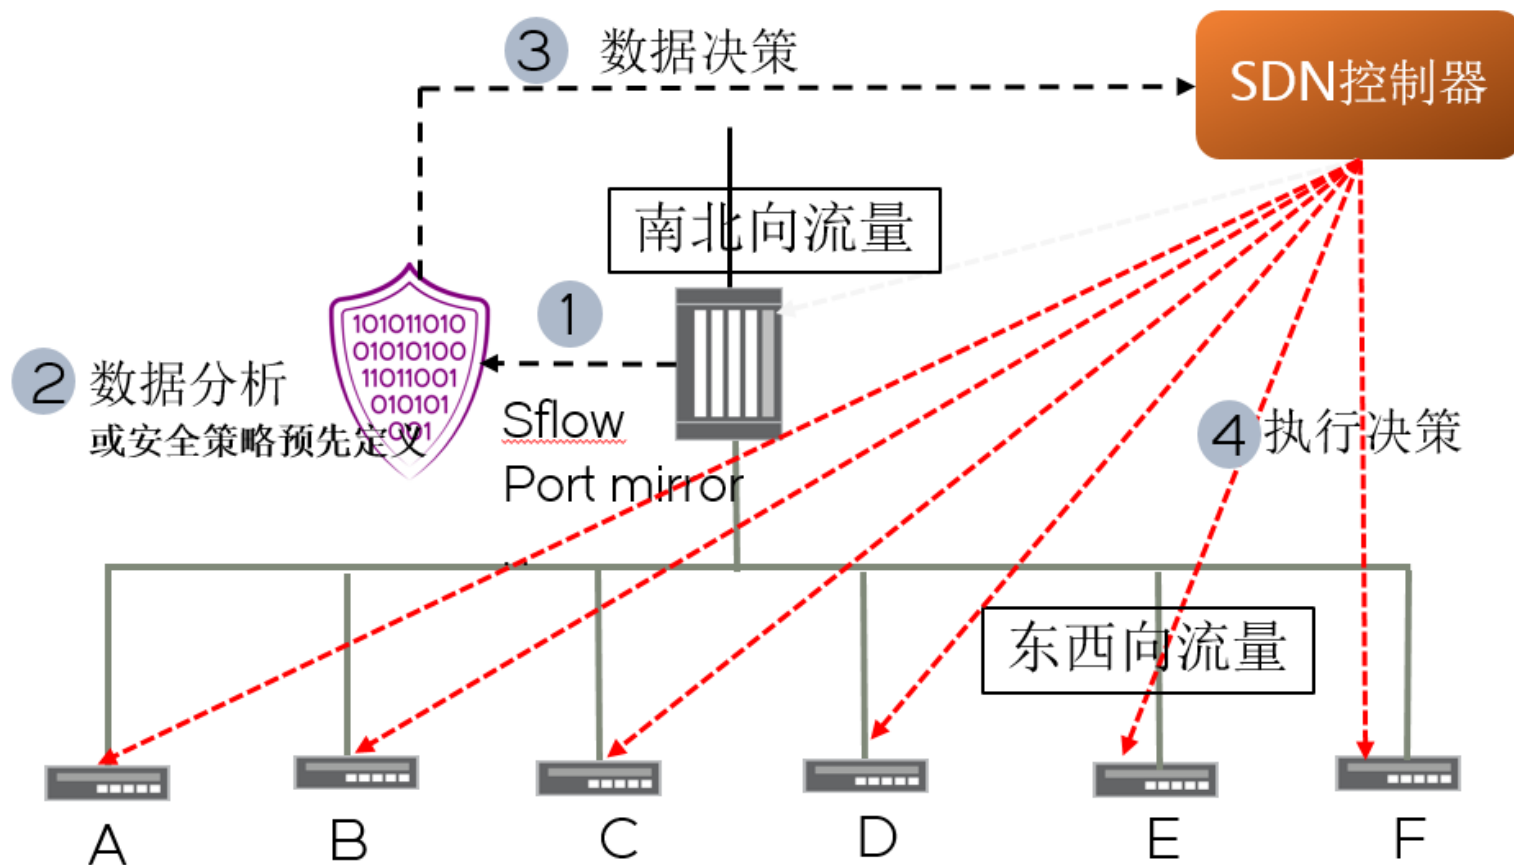 3 数据决策
SDN控制器
南北向流量
1
101011010
01010100
11011001
010101
001
2 数据分析
或安全策略预先定义
Sflow
Port mirror
4 执行决策
东西向流量
A
B
C
D
E
F